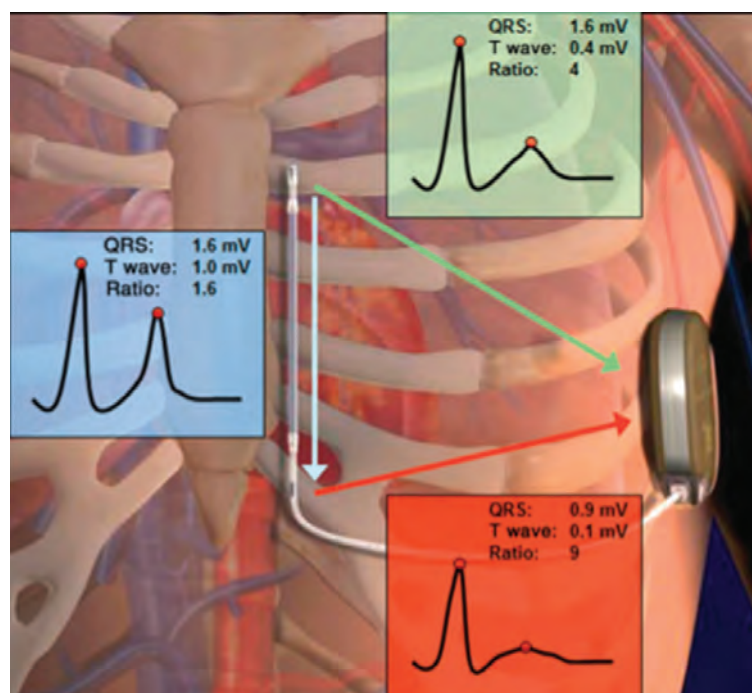 QRS: 1.6 mV
T wave: 0.4 mV
Ratio: 4
QRS: 1.6 mV
T wave: 1.0 mV
Ratio: 1.6
QRS: 0.9 mV
T wave: 0.1 mV
Ratio: 9